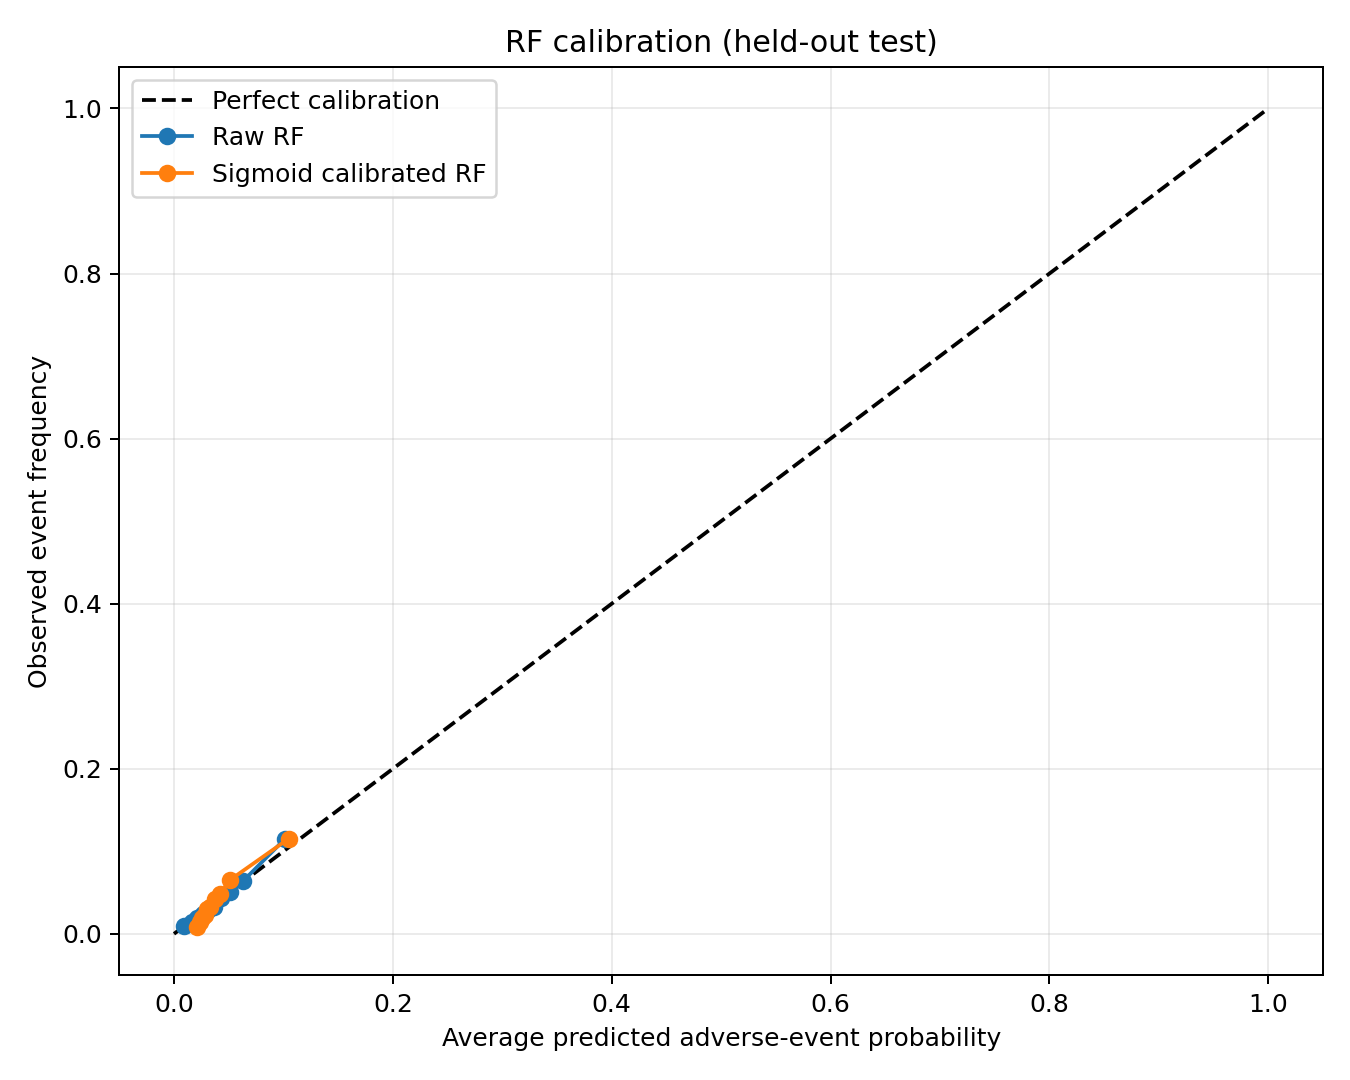 RF calibration (held-out test)
Perfect calibration
Raw RF
Sigmoid calibrated RF
Observed event frequency
1.0
0.8
0.6
0.4
0.2
0.0
0.0 0.2 0.4 0.6 0.8 1.0
Average predicted adverse-event probability